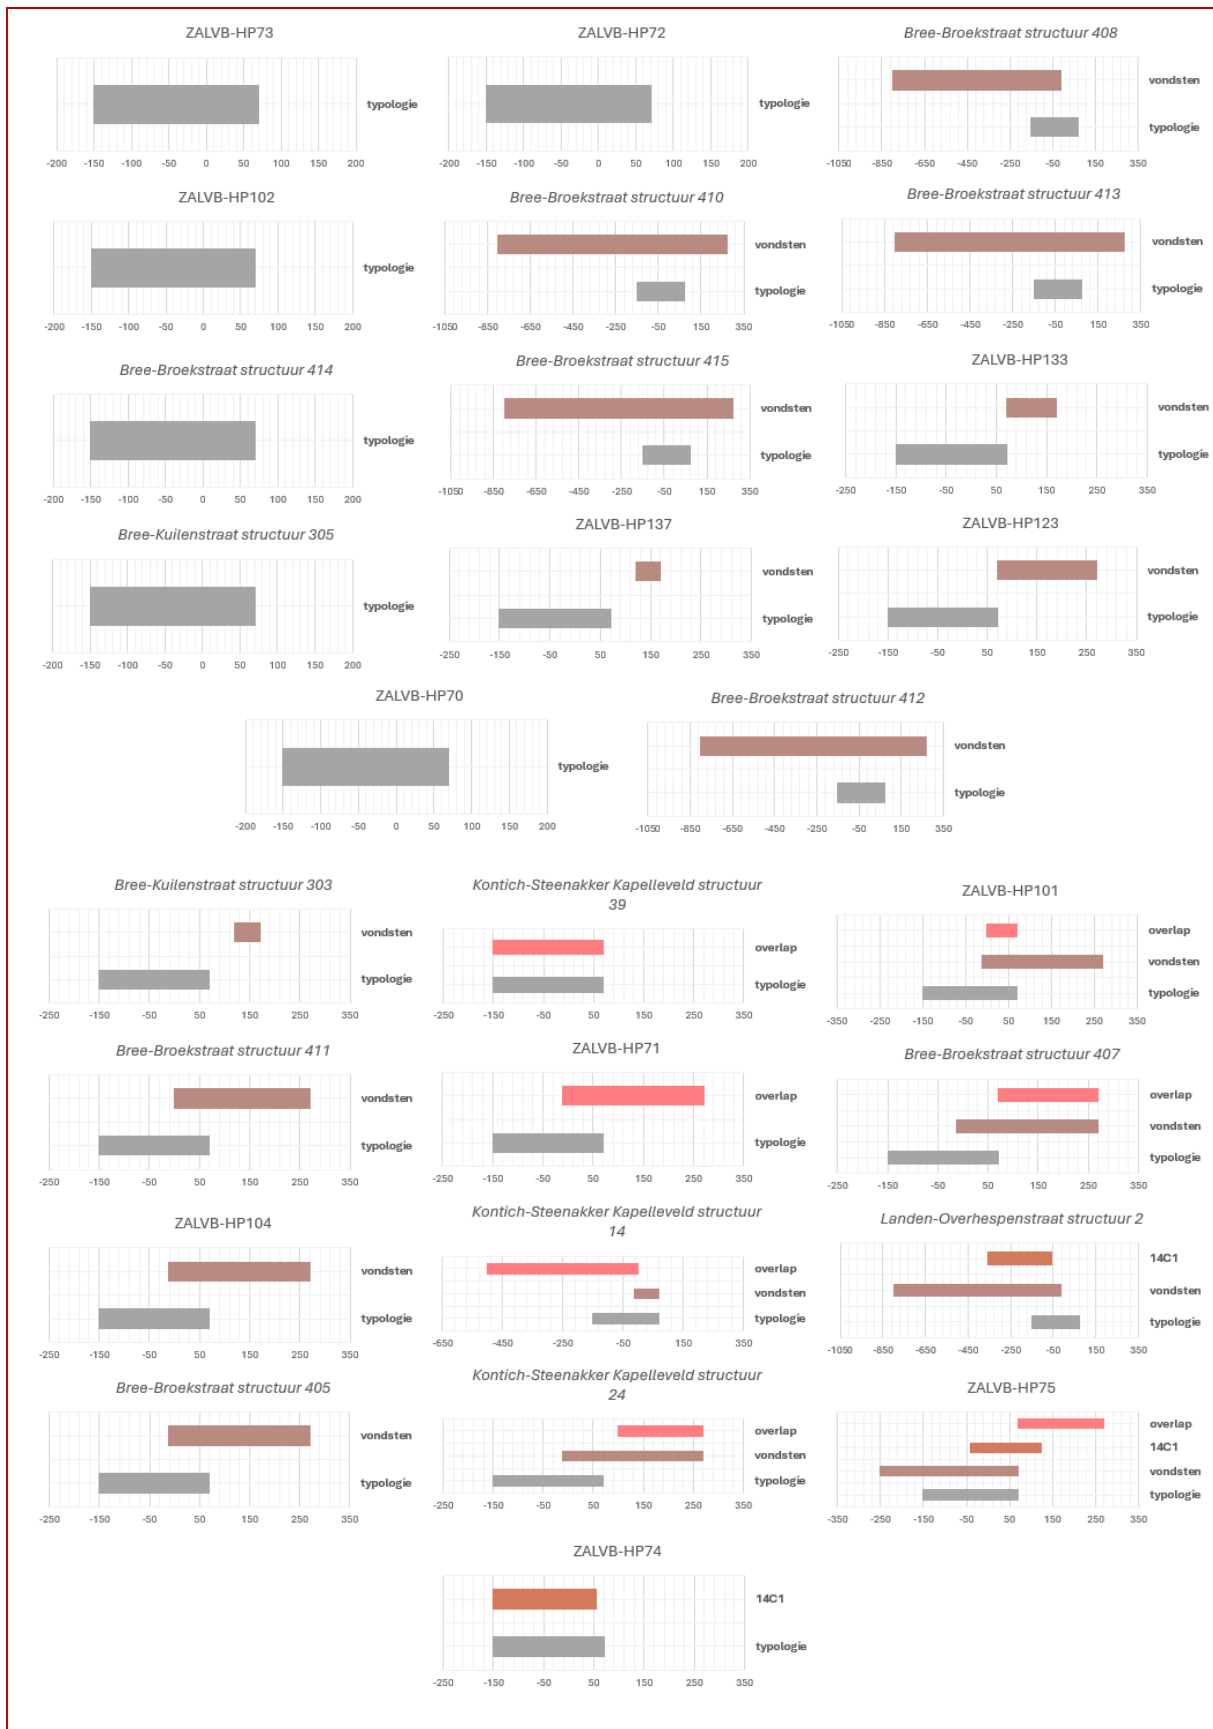 ZALVB-HP73
typologie
-200 -150 -100 -50 0 50 100 150 200
ZALVB-HP72
typologie
-200 -150 -100 -50 0 50 100 150 200
Bree-Broekstraat structuur 408
vondsten
typologie
-1050 -850 -650 -450 -250 -50 150 350
ZALVB-HP102
typologie
-200 -150 -100 -50 0 50 100 150 200
Bree-Broekstraat structuur 410
vondsten
typologie
-1050 -850 -650 -450 -250 -50 150 350
Bree-Broekstraat structuur 413
vondsten
typologie
-1050 -850 -650 -450 -250 -50 150 350
Bree-Broekstraat structuur 414
typologie
-200 -150 -100 -50 0 50 100 150 200
Bree-Broekstraat structuur 415
vondsten
typologie
-1050 -850 -650 -450 -250 -50 150 350
ZALVB-HP133
vondsten
typologie
-250 -150 -50 50 150 250 350
Bree-Kuilenstraat structuur 305
typologie
-200 -150 -100 -50 0 50 100 150 200
ZALVB-HP137
vondsten
typologie
-250 -150 -50 50 150 250 350
ZALVB-HP123
vondsten
typologie
-250 -150 -50 50 150 250 350
ZALVB-HP70
typologie
-200 -150 -100 -50 0 50 100 150 200
Bree-Broekstraat structuur 412
vondsten
typologie
-1050 -850 -650 -450 -250 -50 150 350
Bree-Kuilenstraat structuur 303
vondsten
typologie
-250 -150 -50 50 150 250 350
Kontich-Steenakker Kapelleveld structuur
39
overlap
typologie
-250 -150 -50 50 150 250 350
ZALVB-HP101
overlap
vondsten
typologie
-350 -250 -150 -50 50 150 250 350
Bree-Broekstraat structuur 411
vondsten
typologie
-250 -150 -50 50 150 250 350
ZALVB-HP71
overlap
typologie
-250 -150 -50 50 150 250 350
Bree-Broekstraat structuur 407
overlap
vondsten
typologie
-250 -150 -50 50 150 250 350
ZALVB-HP104
vondsten
typologie
-250 -150 -50 50 150 250 350
Kontich-Steenakker Kapelleveld structuur
14
overlap
vondsten
typologie
-650 -450 -250 -50 150 350
Landen-Overhespenstraat structuur 2
14C1
vondsten
typologie
-1050 -850 -650 -450 -250 -50 150 350
Bree-Broekstraat structuur 405
vondsten
typologie
-250 -150 -50 50 150 250 350
Kontich-Steenakker Kapelleveld structuur
24
overlap
vondsten
typologie
-250 -150 -50 50 150 250 350
ZALVB-HP75
overlap
14C1
vondsten
typologie
-350 -250 -150 -50 50 150 250 350
ZALVB-HP74
14C1
typologie
-250 -150 -50 50 150 250 350